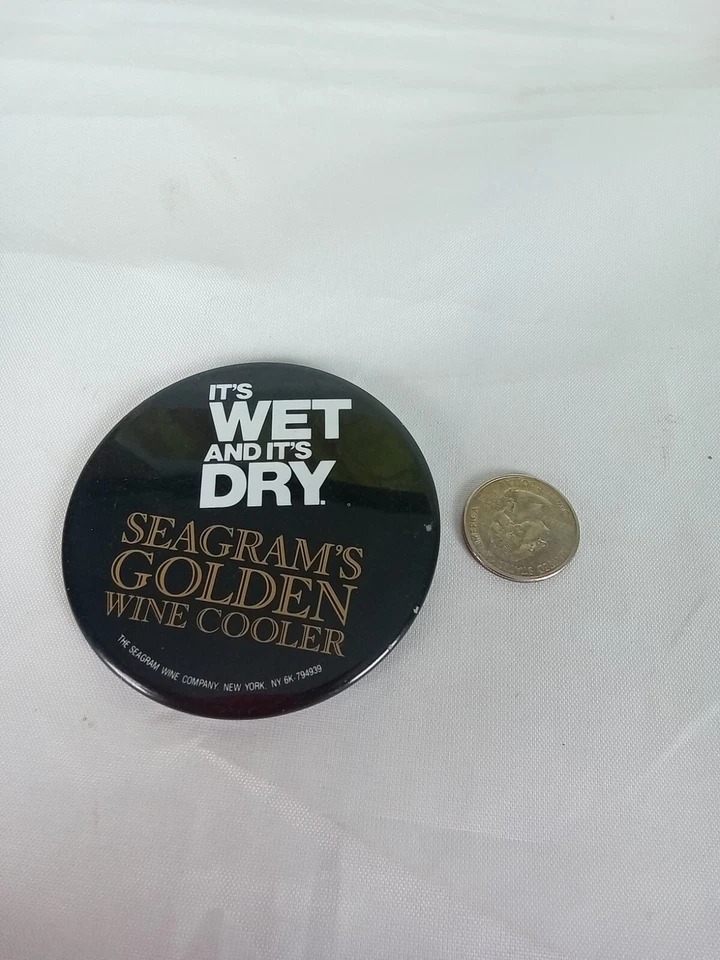 IT'S
WET
AND IT'S
DRY.
SEAGRAM'S
GOLDEN
WINE COOLER
THE SEAGRAM WINE COMPANY NEW YORK, NY 6K-794939